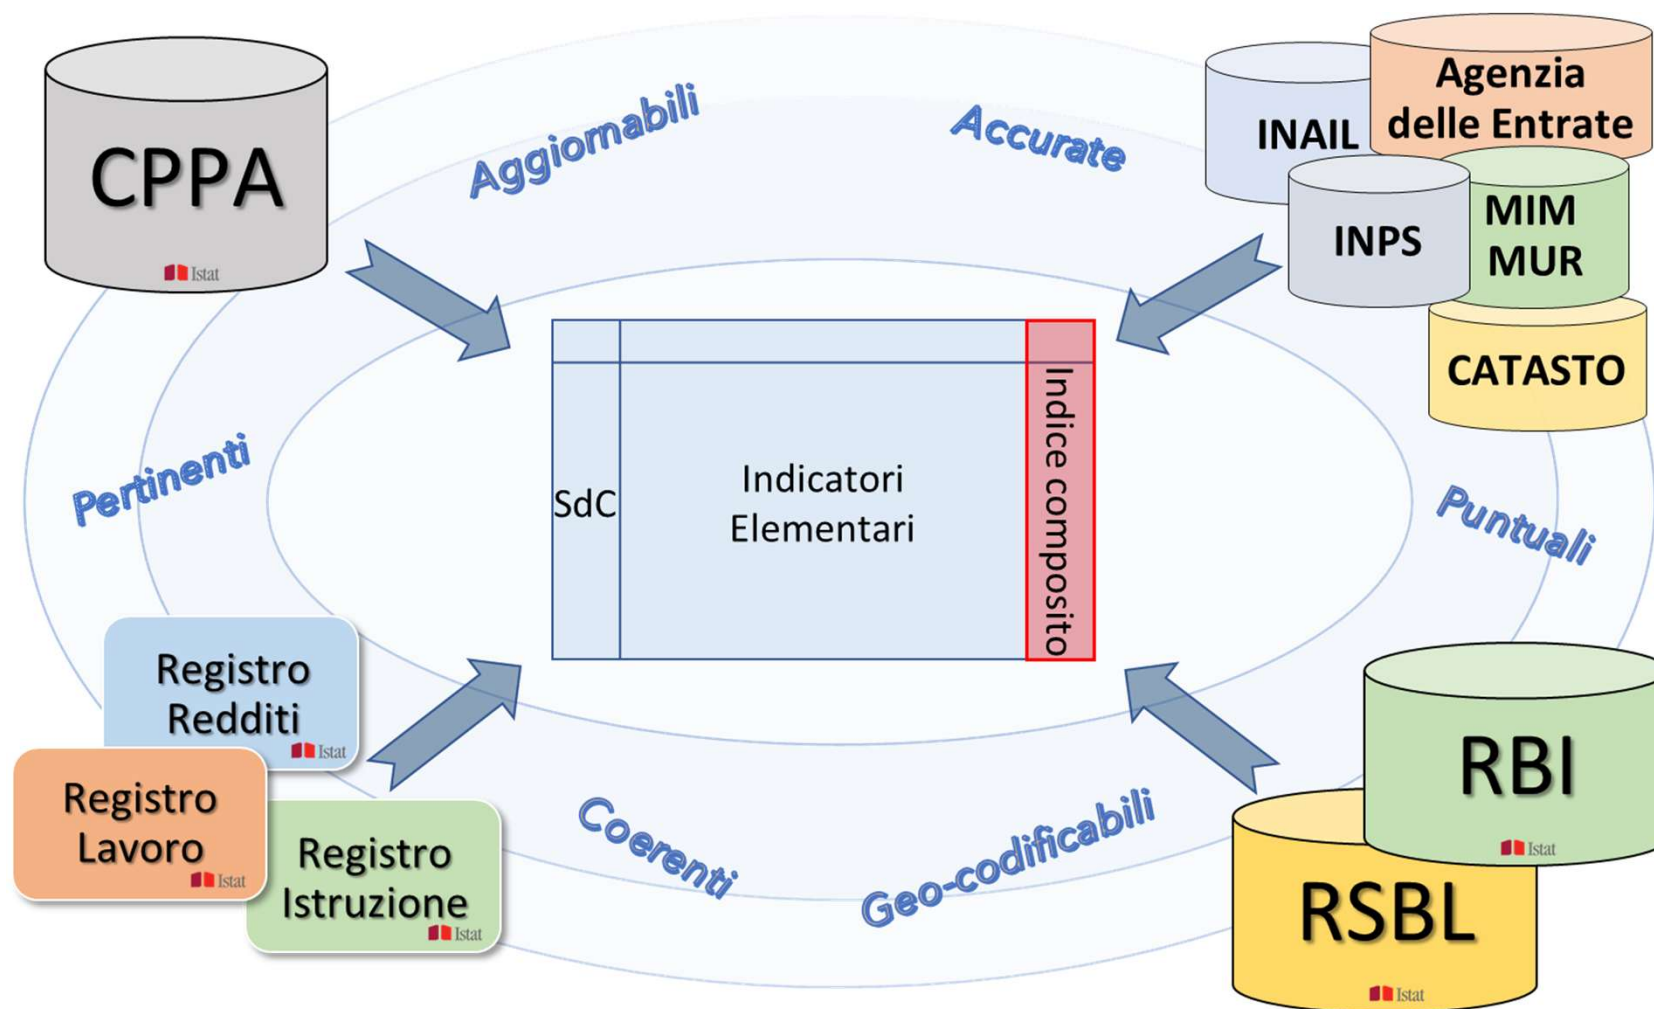 CPPA
Istat
Aggiornabili
Accurate
INAIL
Agenzia
delle Entrate
INPS
MIM
MUR
CATASTO
Pertinenti
SdC
Indicatori
Elementari
Indice composito
Puntuali
Registro
Redditi
Istat
Registro
Lavoro
Istat
Registro
Istruzione
Istat
Coerenti
Geo-codificabili
RBI
Istat
RSBL
Istat